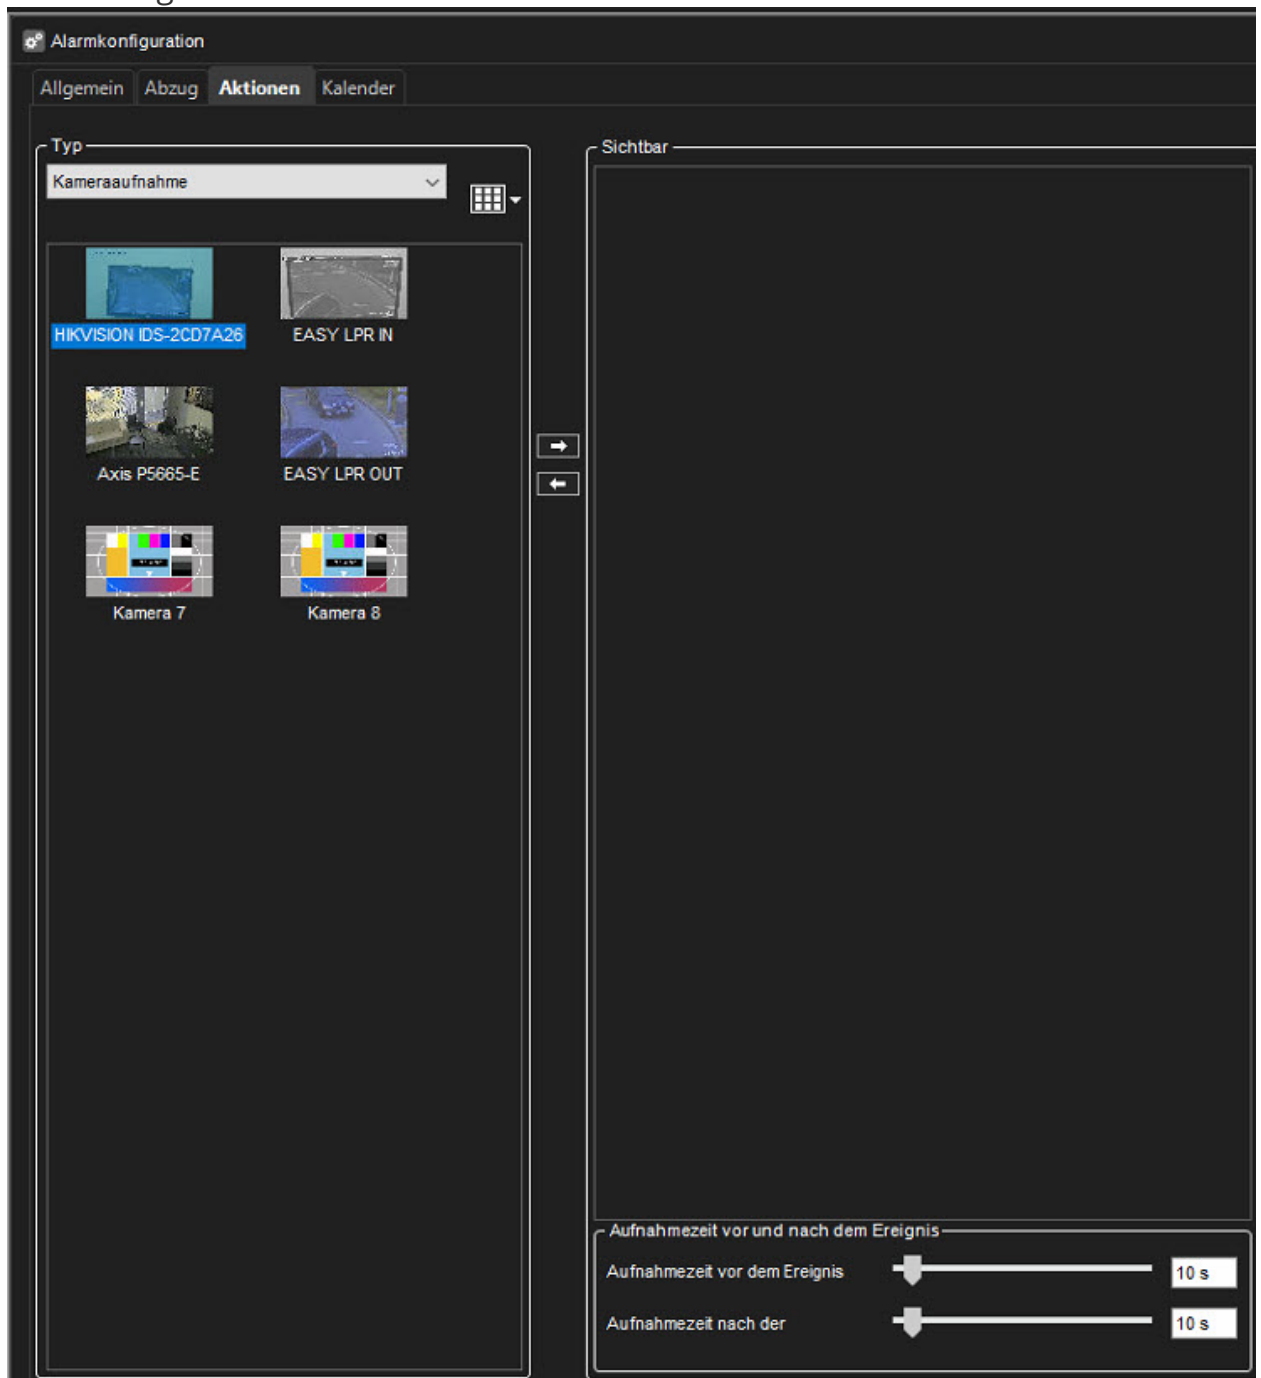 Alarmkonfiguration
Allgemein Abzug Aktionen Kalender
Typ
Kameraaufnahme
HIKVISION IDS-2CD7A26
EASY LPR IN
Axis P5665-E
EASY LPR OUT
Kamera 7
Kamera 8
Sichtbar
Aufnahmezeit vor und nach dem Ereignis
Aufnahmezeit vor dem Ereignis 10 s
Aufnahmezeit nach der 10 s